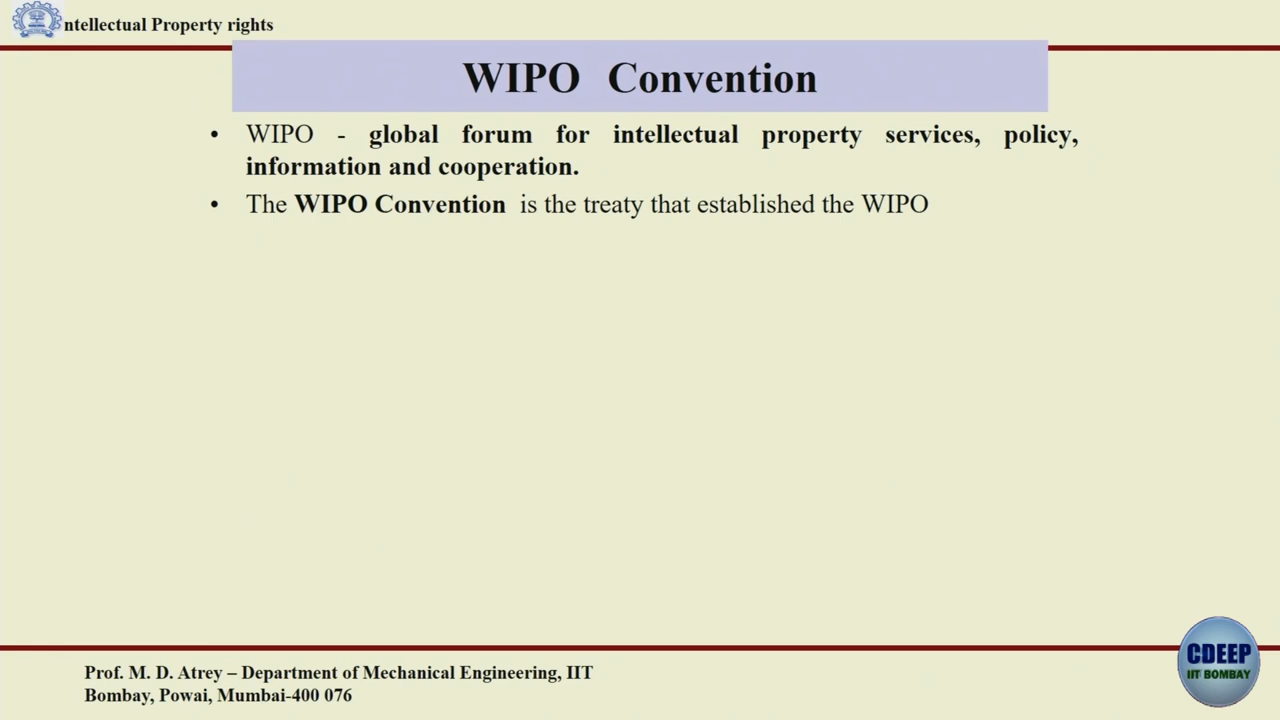 ntellectual Property rights
WIPO Convention
• WIPO - global forum for intellectual property services, policy,
information and cooperation.
• The WIPO Convention is the treaty that established the WIPO
Prof. M. D. Atrey – Department of Mechanical Engineering, IIT
Bombay, Powai, Mumbai-400 076
CDEEP
IIT BOMBAY